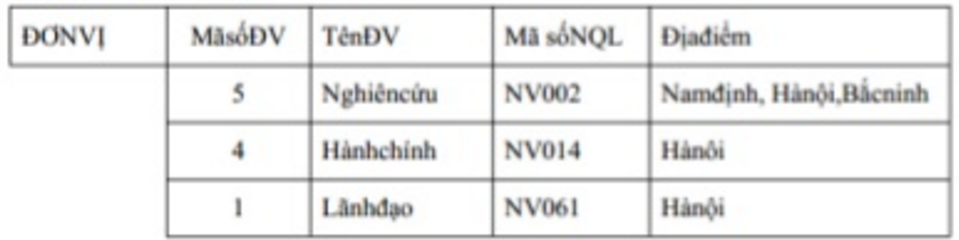 ĐƠNVỊ MãsốĐV TênĐV Mã sốNQL Địađiểm
5 Nghiêncứu NV002 Namđịnh, Hànội,Bắcninh
4 Hànhchính NV014 Hànôi
1 Lãnhđạo NV061 Hànội